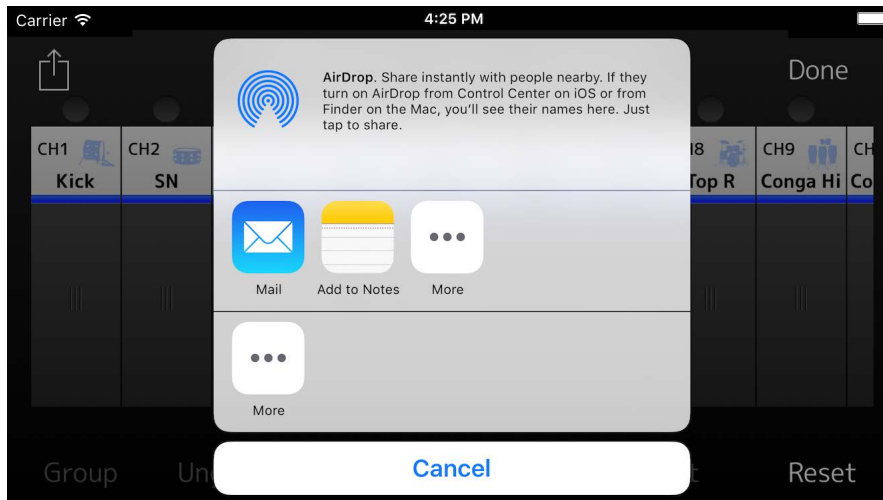 Carrier
4:25 PM
Done
AirDrop. Share instantly with people nearby. If they
turn on AirDrop from Control Center on iOS or from
Finder on the Mac, you'll see their names here. Just
tap to share.
CH1
Kick
CH2
SN
Top R
CH9
Conga Hi
CH
Co
Mail
Add to Notes
More
More
Group
Cancel
Reset